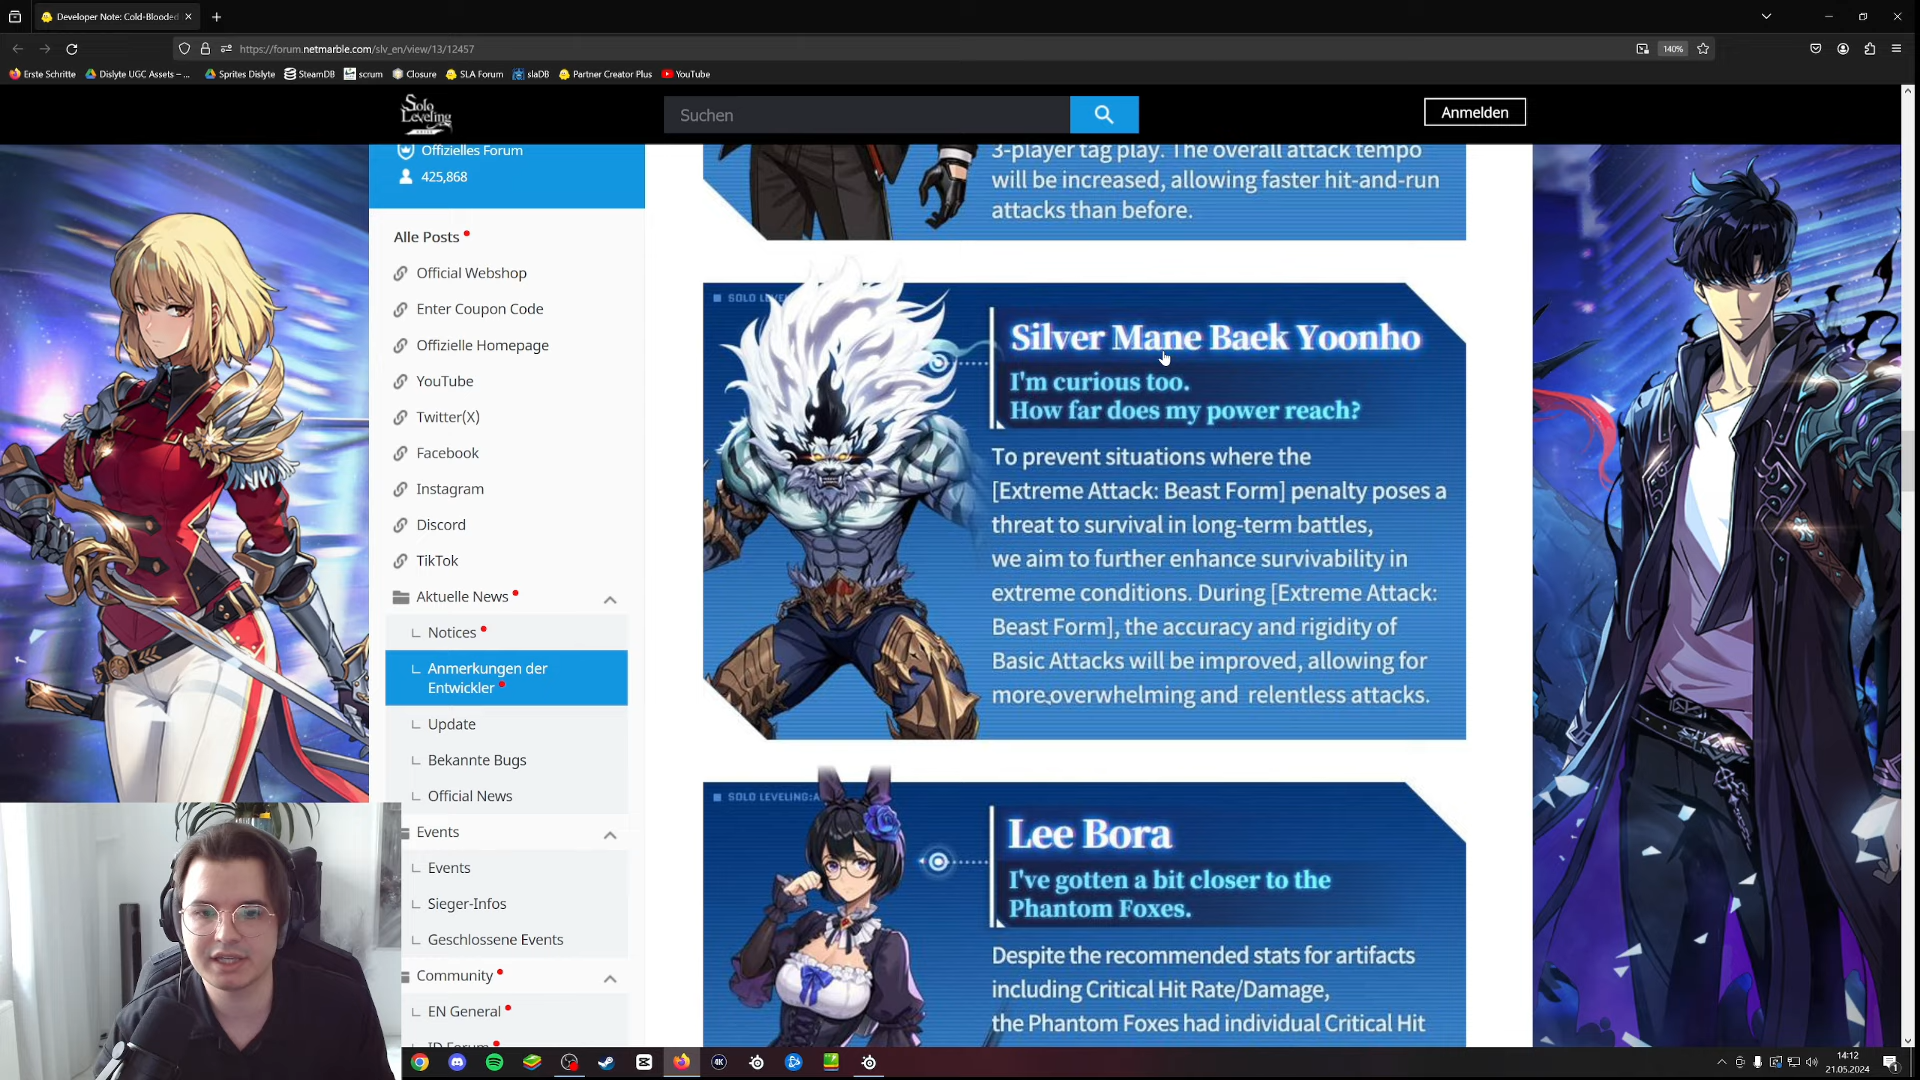 Developer Note: Cold-Blooded
https://forum.netmarble.com/slv_en/view/13/12457
140%
Erste Schritte
Dislyte UGC Assets – ...
Sprites Dislyte
SteamDB
scrum
Closure
SLA Forum
slaDB
Partner Creator Plus
YouTube
Solo Leveling
Suchen
Anmelden
Offizielles Forum
425,868
Alle Posts
Official Webshop
Enter Coupon Code
Offizielle Homepage
YouTube
Twitter(X)
Facebook
Instagram
Discord
TikTok
Aktuelle News
Notices
Anmerkungen der
Entwickler
Update
Bekannte Bugs
Official News
Events
Events
Sieger-Infos
Geschlossene Events
Community
EN General
ID Forum
3-player tag play. The overall attack tempo
will be increased, allowing faster hit-and-run
attacks than before.
Silver Mane Baek Yoonho
I'm curious too.
How far does my power reach?
To prevent situations where the
[Extreme Attack: Beast Form] penalty poses a
threat to survival in long-term battles,
we aim to further enhance survivability in
extreme conditions. During [Extreme Attack:
Beast Form], the accuracy and rigidity of
Basic Attacks will be improved, allowing for
more overwhelming and relentless attacks.
SOLO LEVELING:A
Lee Bora
I've gotten a bit closer to the
Phantom Foxes.
Despite the recommended stats for artifacts
including Critical Hit Rate/Damage,
the Phantom Foxes had individual Critical Hit
14:12
21.05.2024